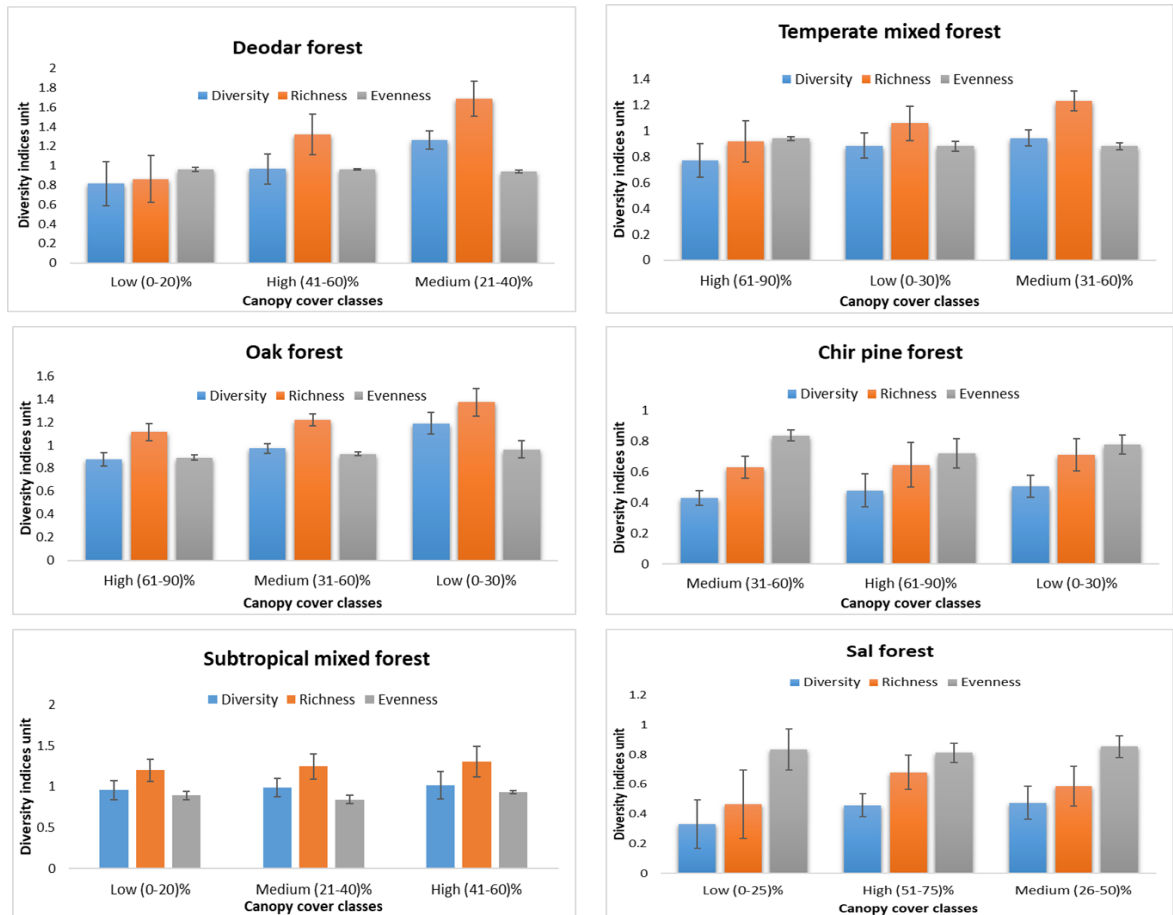 Deodar forest
Diversity Richness Evenness
Diversity indices unit
2
1.8
1.6
1.4
1.2
1
0.8
0.6
0.4
0.2
0
Low (0-20)% High (41-60)% Medium (21-40)%
Canopy cover classes
Temperate mixed forest
Diversity Richness Evenness
Diversity indices unit
1.4
1.2
1
0.8
0.6
0.4
0.2
0
High (61-90)% Low (0-30)% Medium (31-60)%
Canopy cover classes
Oak forest
Diversity Richness Evenness
Diversity indices unit
1.6
1.4
1.2
1
0.8
0.6
0.4
0.2
0
High (61-90)% Medium (31-60)% Low (0-30)%
Canopy cover classes
Chir pine forest
Diversity Richness Evenness
Diversity indices unit
1
0.8
0.6
0.4
0.2
0
Medium (31-60)% High (61-90)% Low (0-30)%
Canopy cover classes
Subtropical mixed forest
Diversity Richness Evenness
Diversity indices unit
2
1.5
1
0.5
0
Low (0-20)% Medium (21-40)% High (41-60)%
Canopy cover classes
Sal forest
Diversity Richness Evenness
Diversity indices unit
1.2
1
0.8
0.6
0.4
0.2
0
Low (0-25)% High (51-75)% Medium (26-50)%
Canopy cover classes